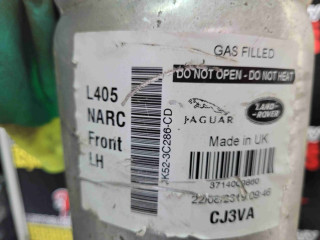 GAS FILLED
DO NOT OPEN - DO NOT HEAT
L405
NARC
Front
LH
JK52-3C286-CD
JAGUAR
LAND-
ROVER
Made in UK
CJ3VA